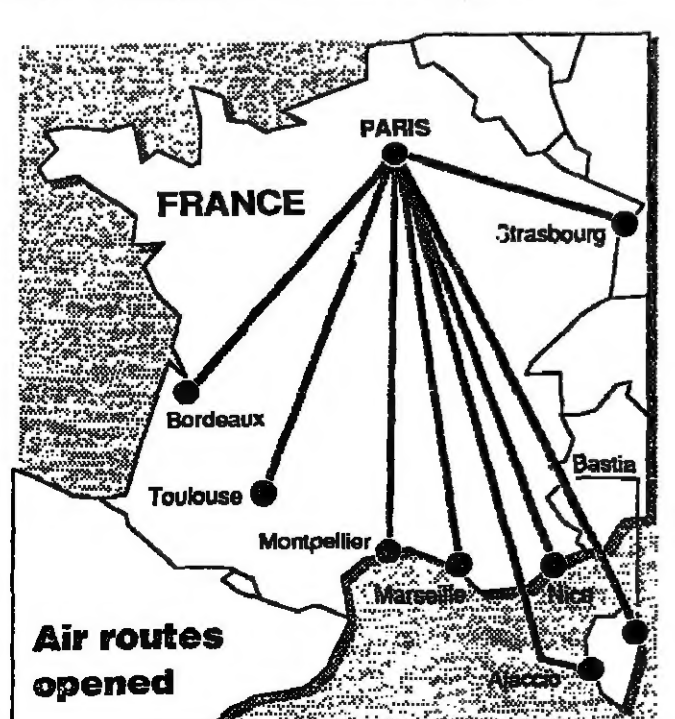 PARIS
FRANCE
Strasbourg
Bordeaux
Bastia
Toulouse
Montpellier
Marseille
Nice
Air routes
opened
Ajaccio